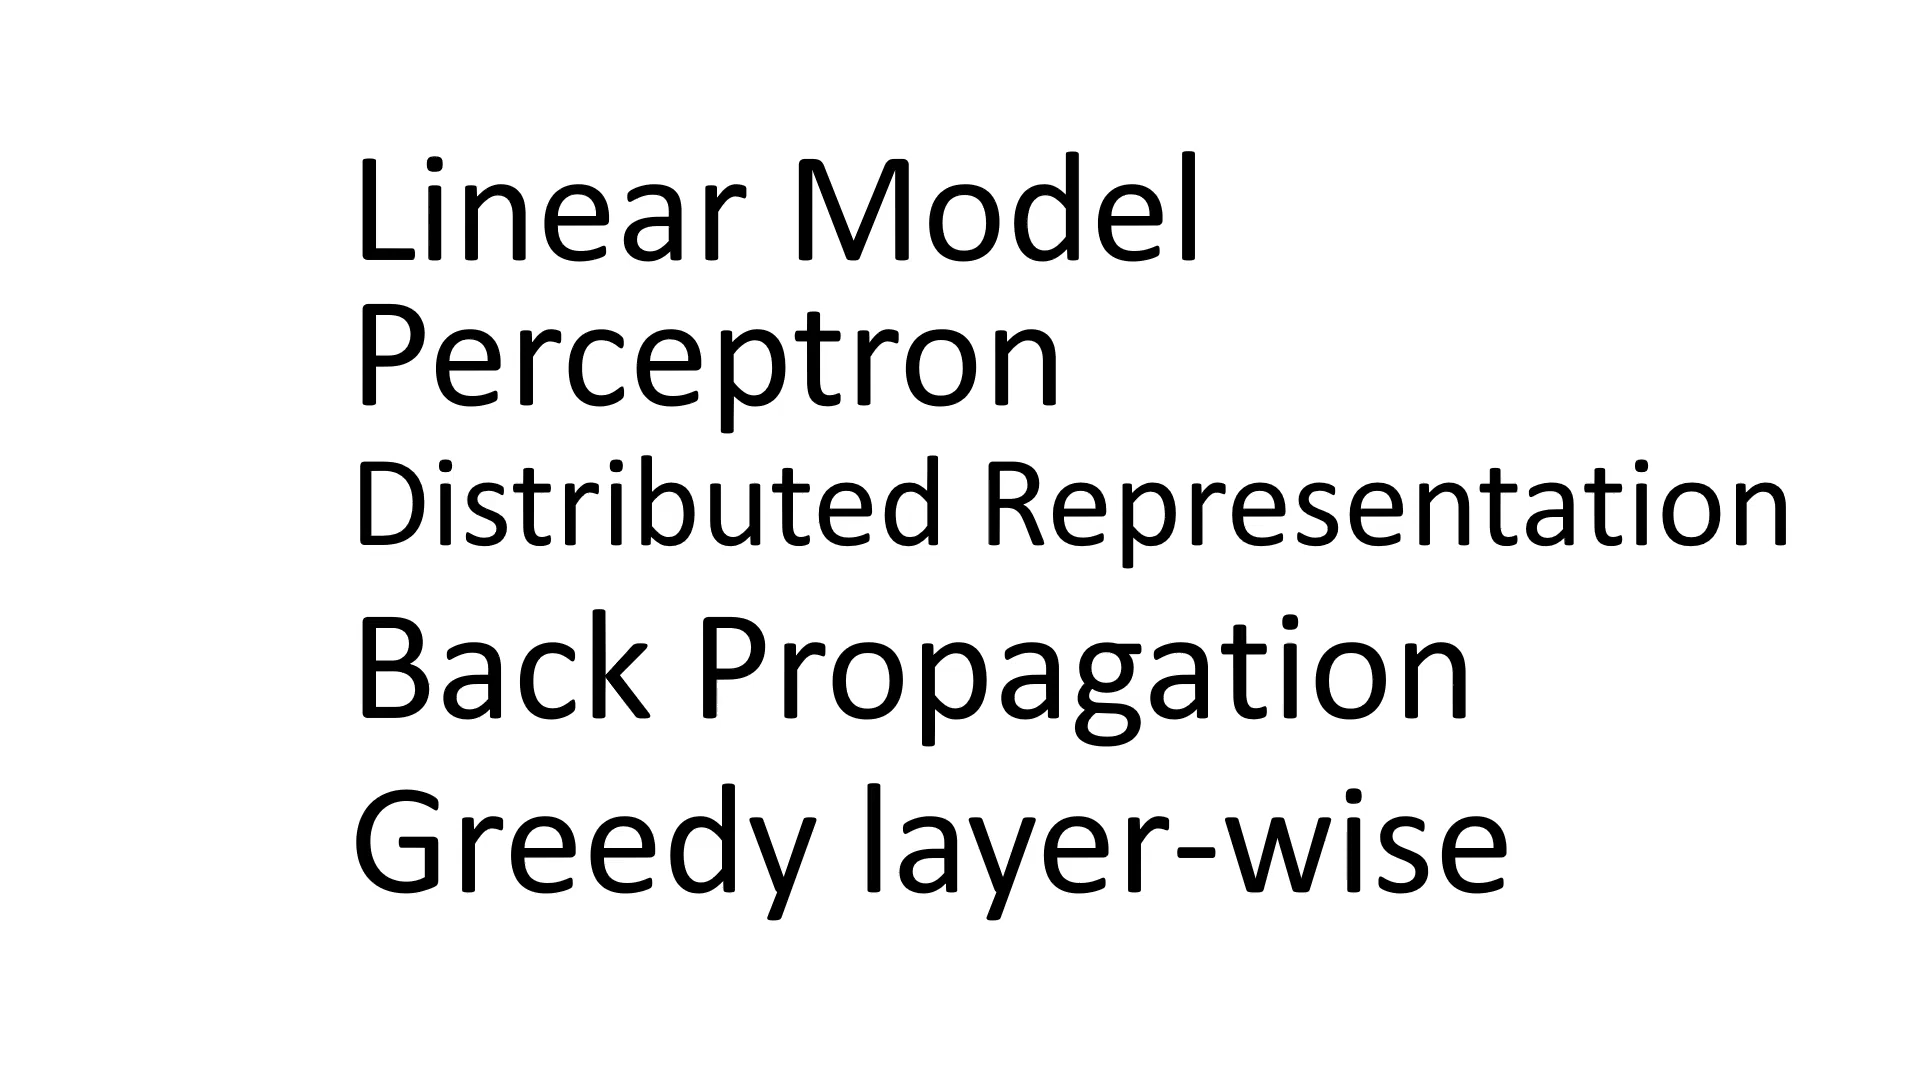 Linear Model
Perceptron
Distributed Representation
Back Propagation
Greedy layer-wise